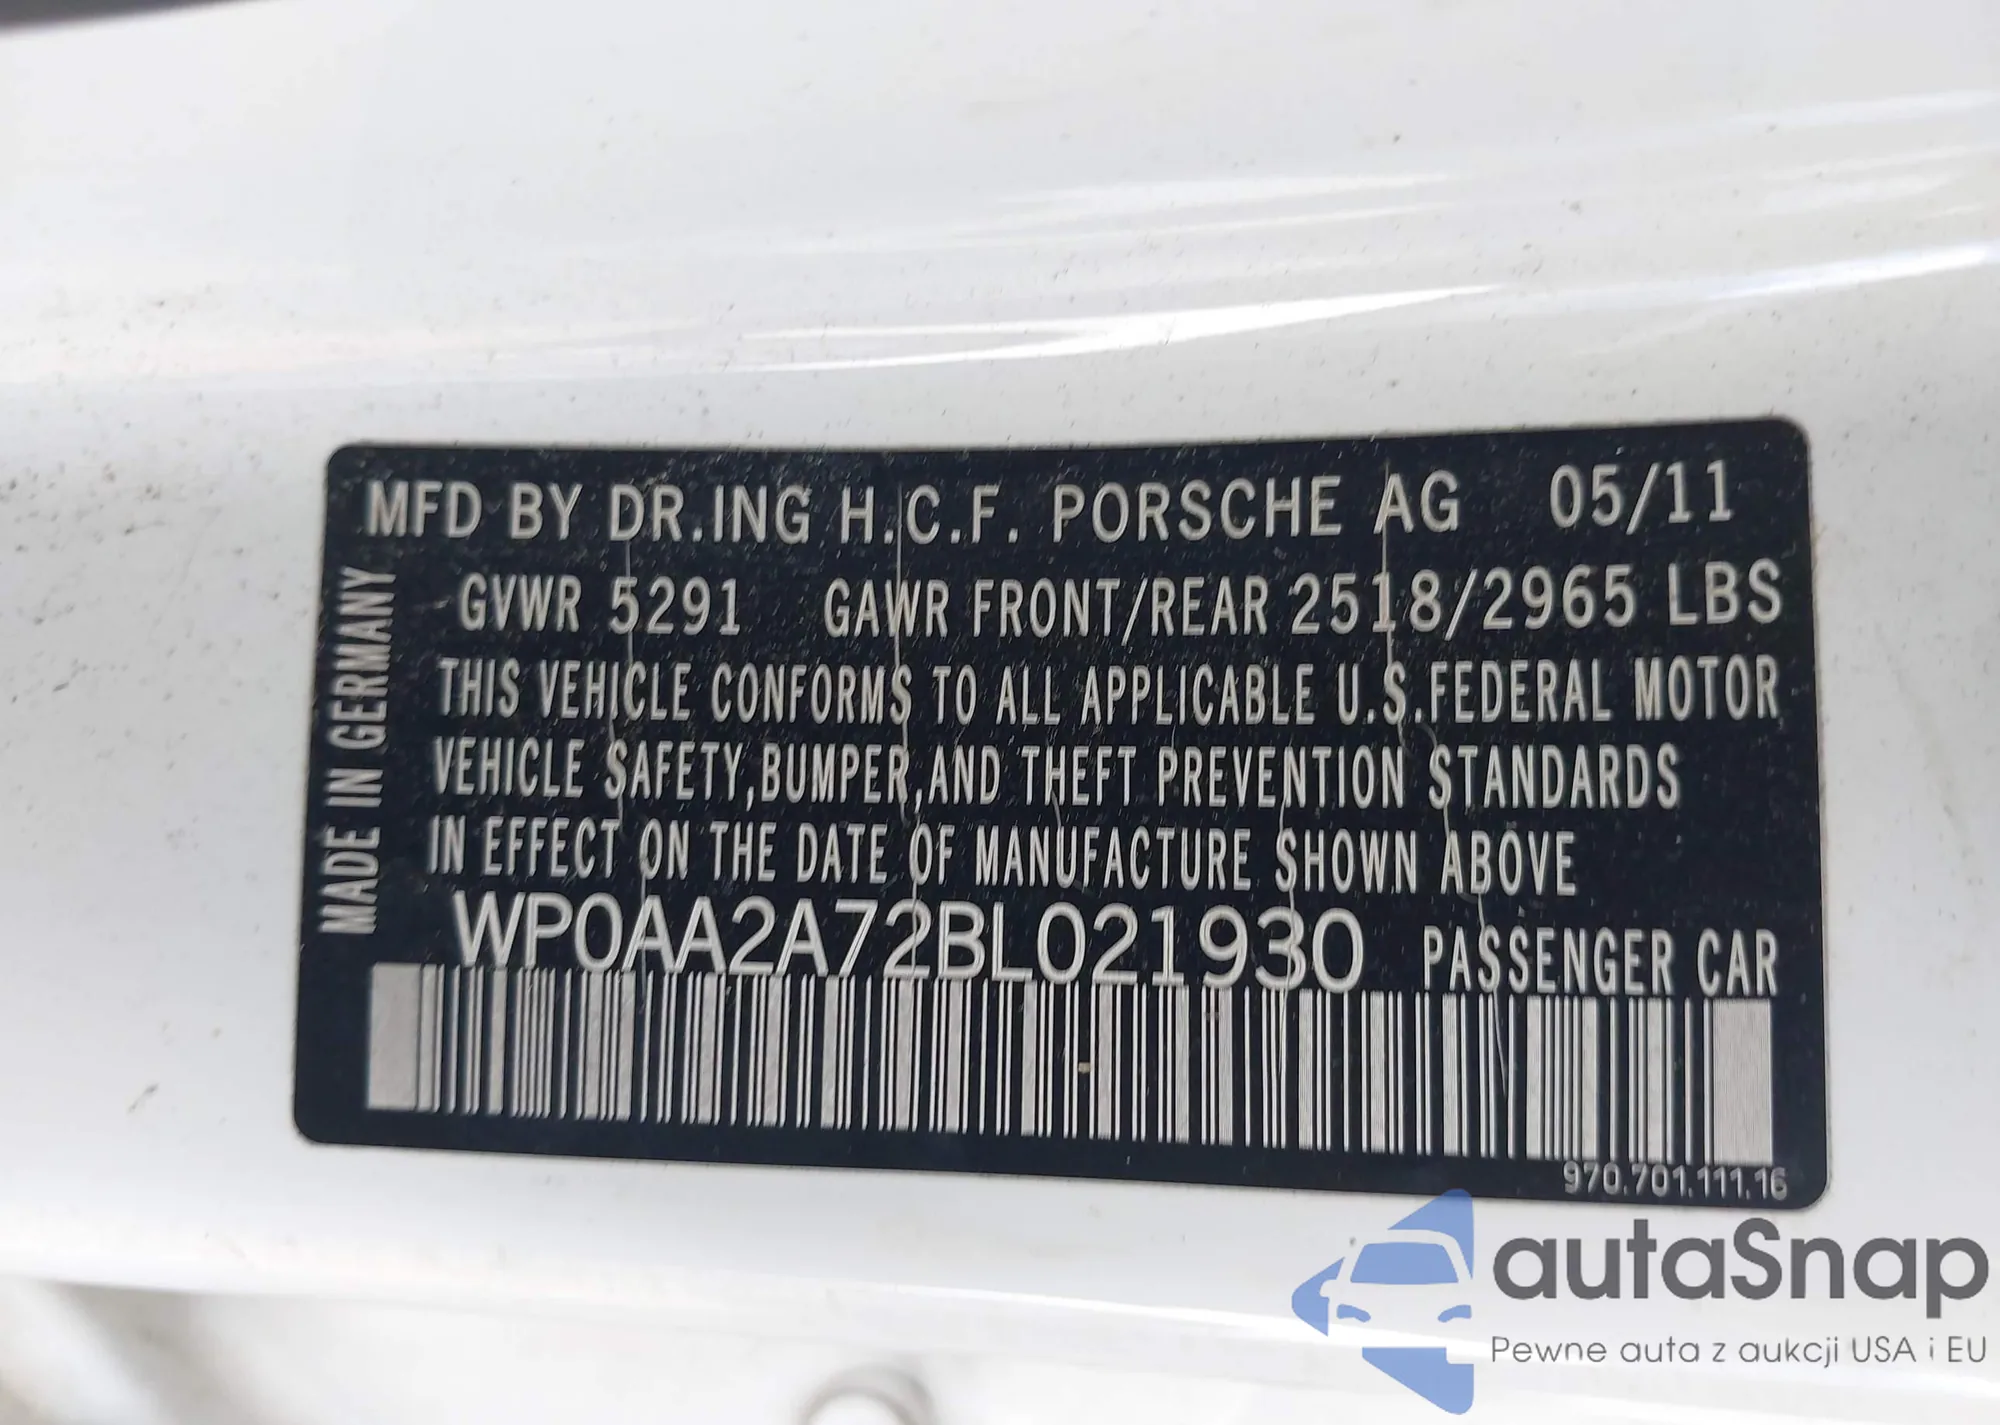 MFD BY DR.ING H.C.F. PORSCHE AG 05/11
GVWR 5291 GAWR FRONT/REAR 2518/2965 LBS
THIS VEHICLE CONFORMS TO ALL APPLICABLE U.S.FEDERAL MOTOR
VEHICLE SAFETY,BUMPER,AND THEFT PREVENTION STANDARDS
IN EFFECT ON THE DATE OF MANUFACTURE SHOWN ABOVE
WP0AA2A72BL021930 PASSENGER CAR
MADE IN GERMANY
970.701.111.16
autaSnap
Pewne auta z aukcji USA i EU